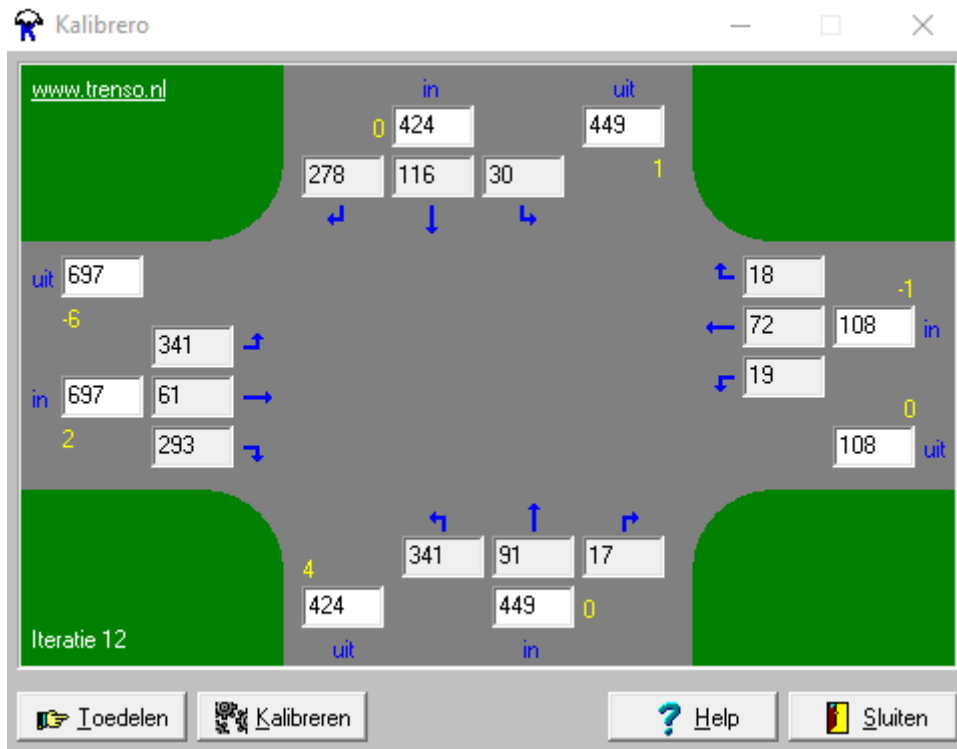 Kalibrero
www.trenso.nl
in
uit
0
424
449
278
116
30
1
uit
697
-6
18
-1
72
108
in
19
341
in
697
61
2
293
0
108
uit
341
91
17
4
424
449
0
Iteratie 12
uit
in
Toedelen
Kalibreren
Help
Sluiten